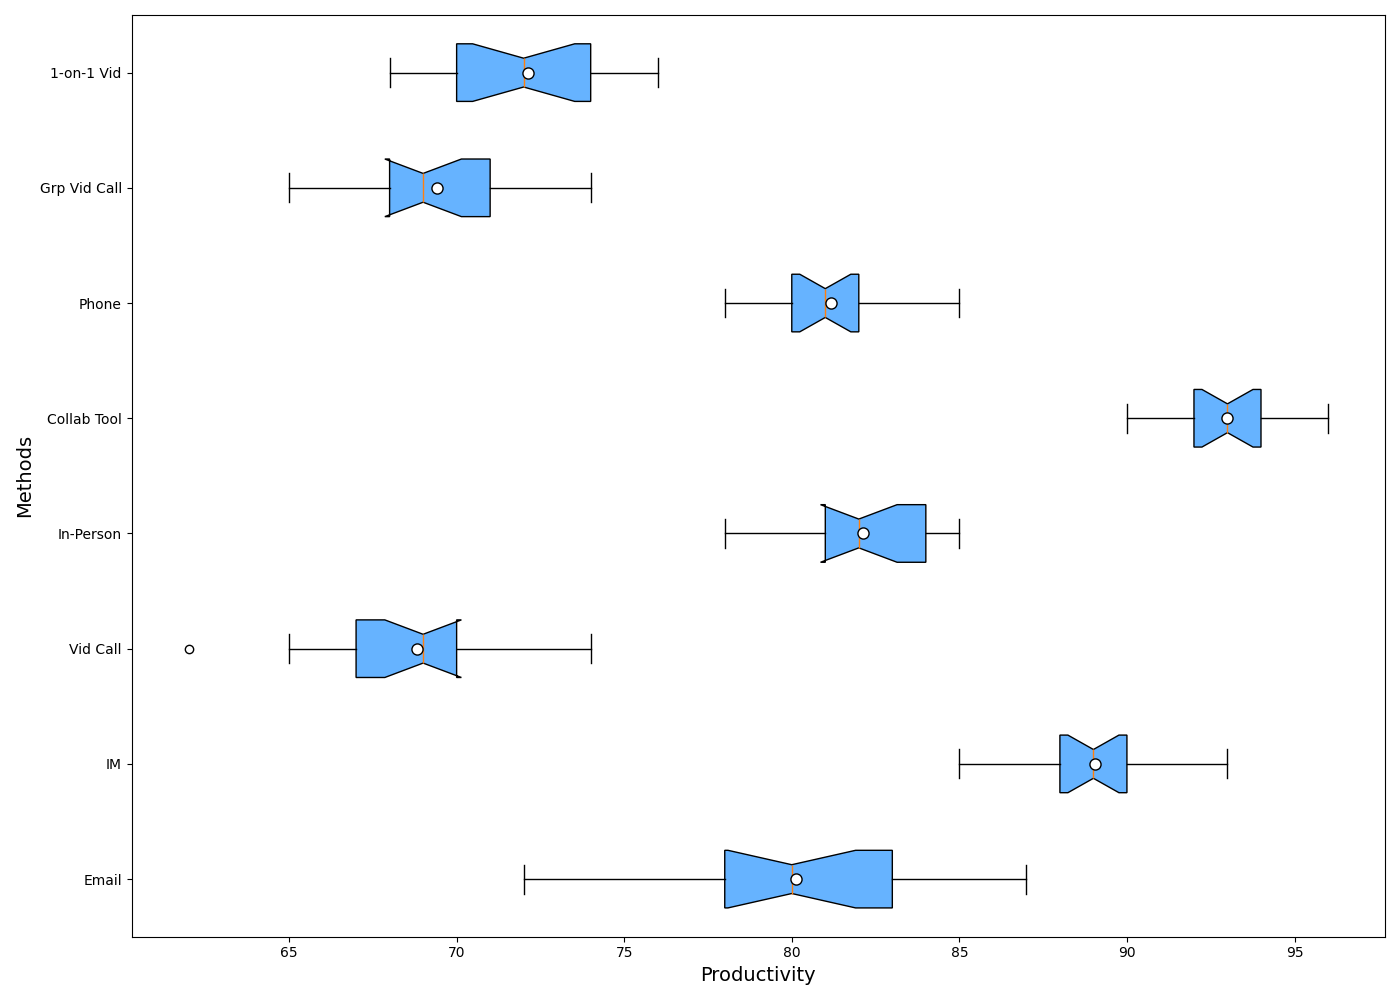 1-on-1 Vid
Grp Vid Call
Phone
Collab Tool
In-Person
Vid Call
IM
Email
Methods
65 70 75 80 85 90 95
Productivity